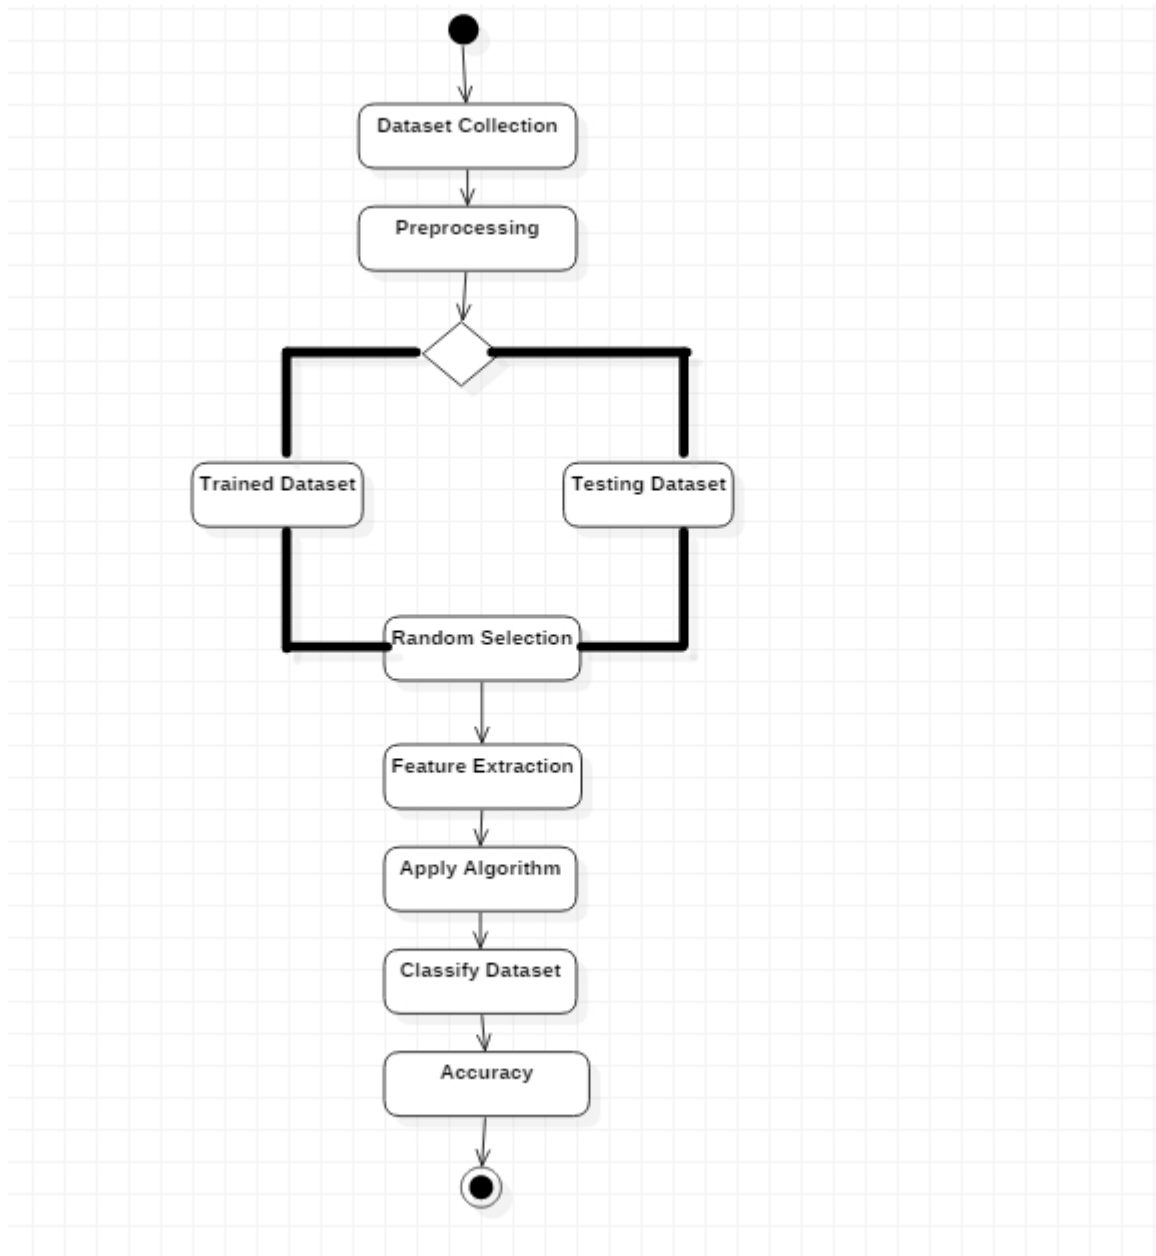 Dataset Collection
Preprocessing
Trained Dataset
Testing Dataset
Random Selection
Feature Extraction
Apply Algorithm
Classify Dataset
Accuracy